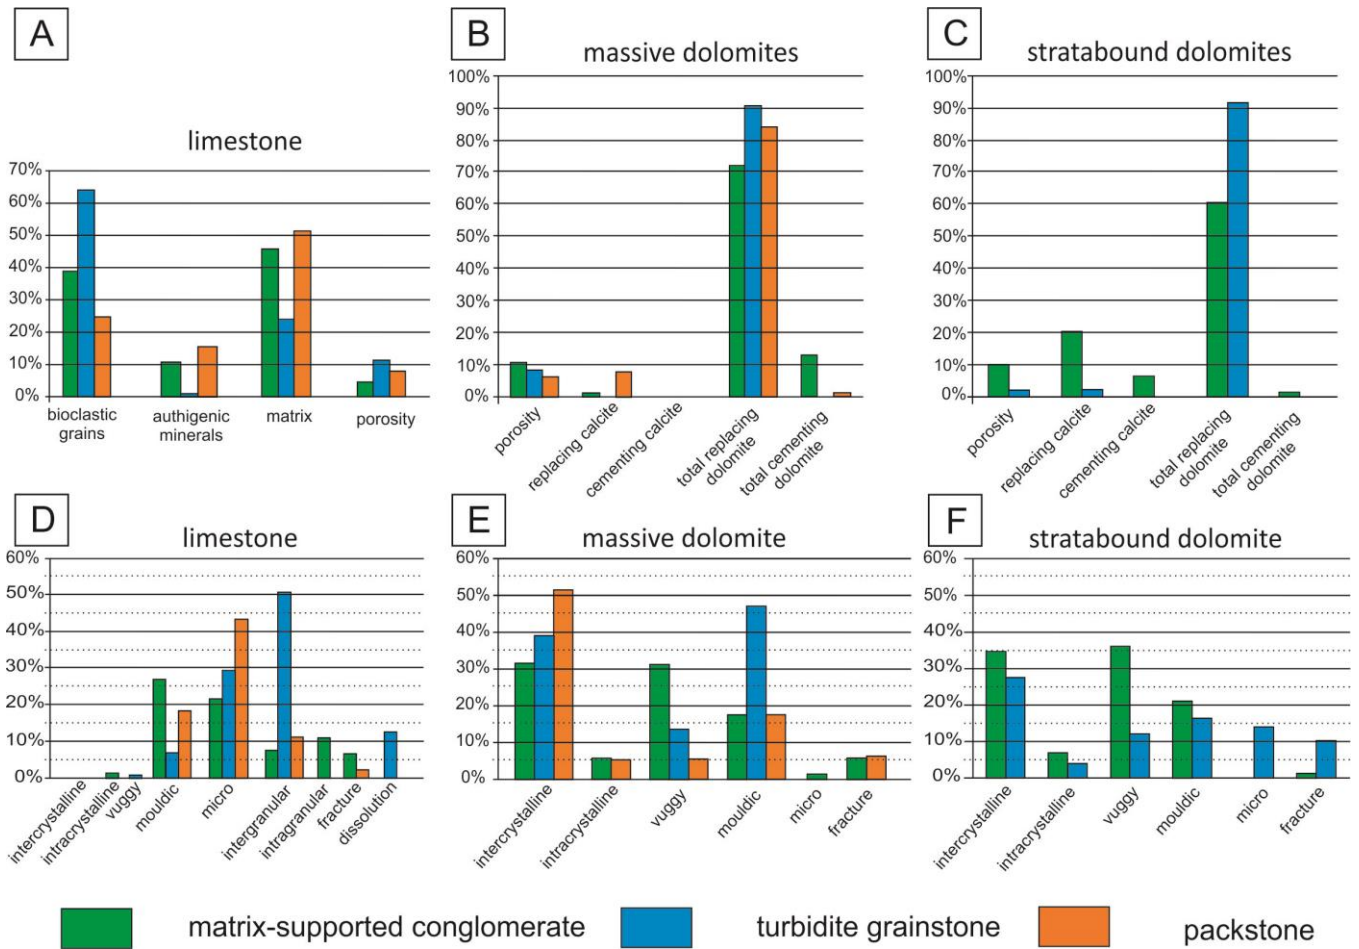 A
limestone
70%
60%
50%
40%
30%
20%
10%
0%
bioclastic
grains
authigenic
minerals
matrix
porosity
B
massive dolomites
100%
90%
80%
70%
60%
50%
40%
30%
20%
10%
0%
porosity
replacing calcite
cementing calcite
total replacing
dolomite
total cementing
dolomite
C
stratabound dolomites
100%
90%
80%
70%
60%
50%
40%
30%
20%
10%
0%
porosity
replacing calcite
cementing calcite
total replacing
dolomite
total cementing
dolomite
D
limestone
60%
50%
40%
30%
20%
10%
0%
intercrystalline
intracrystalline
vuggy
mouldic
micro
intergranular
intragranular
fracture
dissolution
E
massive dolomite
60%
50%
40%
30%
20%
10%
0%
intercrystalline
intracrystalline
vuggy
mouldic
micro
fracture
F
stratabound dolomite
60%
50%
40%
30%
20%
10%
0%
intercrystalline
intracrystalline
vuggy
mouldic
micro
fracture
matrix-supported conglomerate
turbidite grainstone
packstone